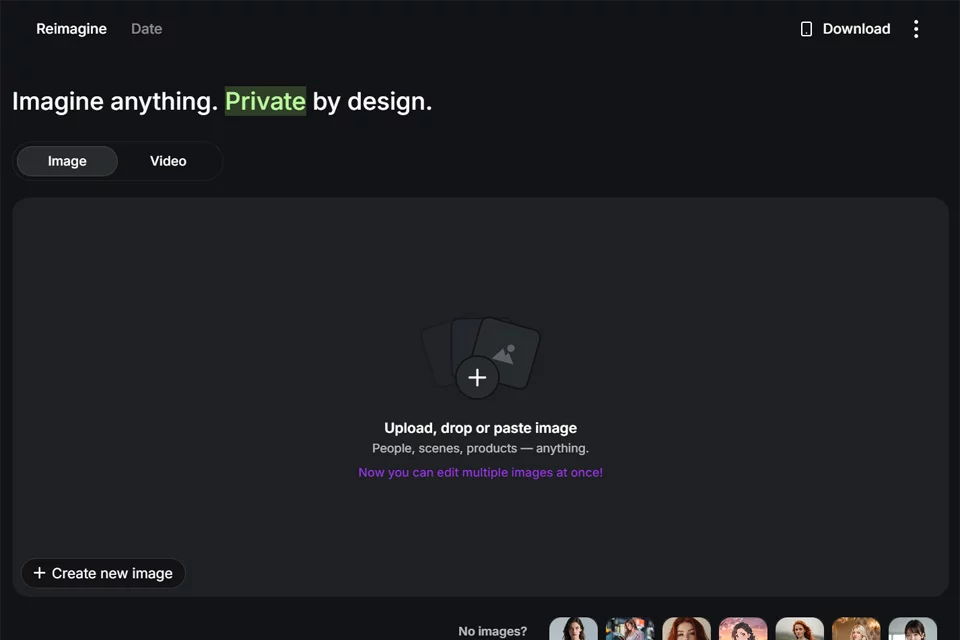 Reimagine Date Download
Imagine anything. Private by design.
Image Video
Upload, drop or paste image
People, scenes, products — anything.
Now you can edit multiple images at once!
+ Create new image
No images?